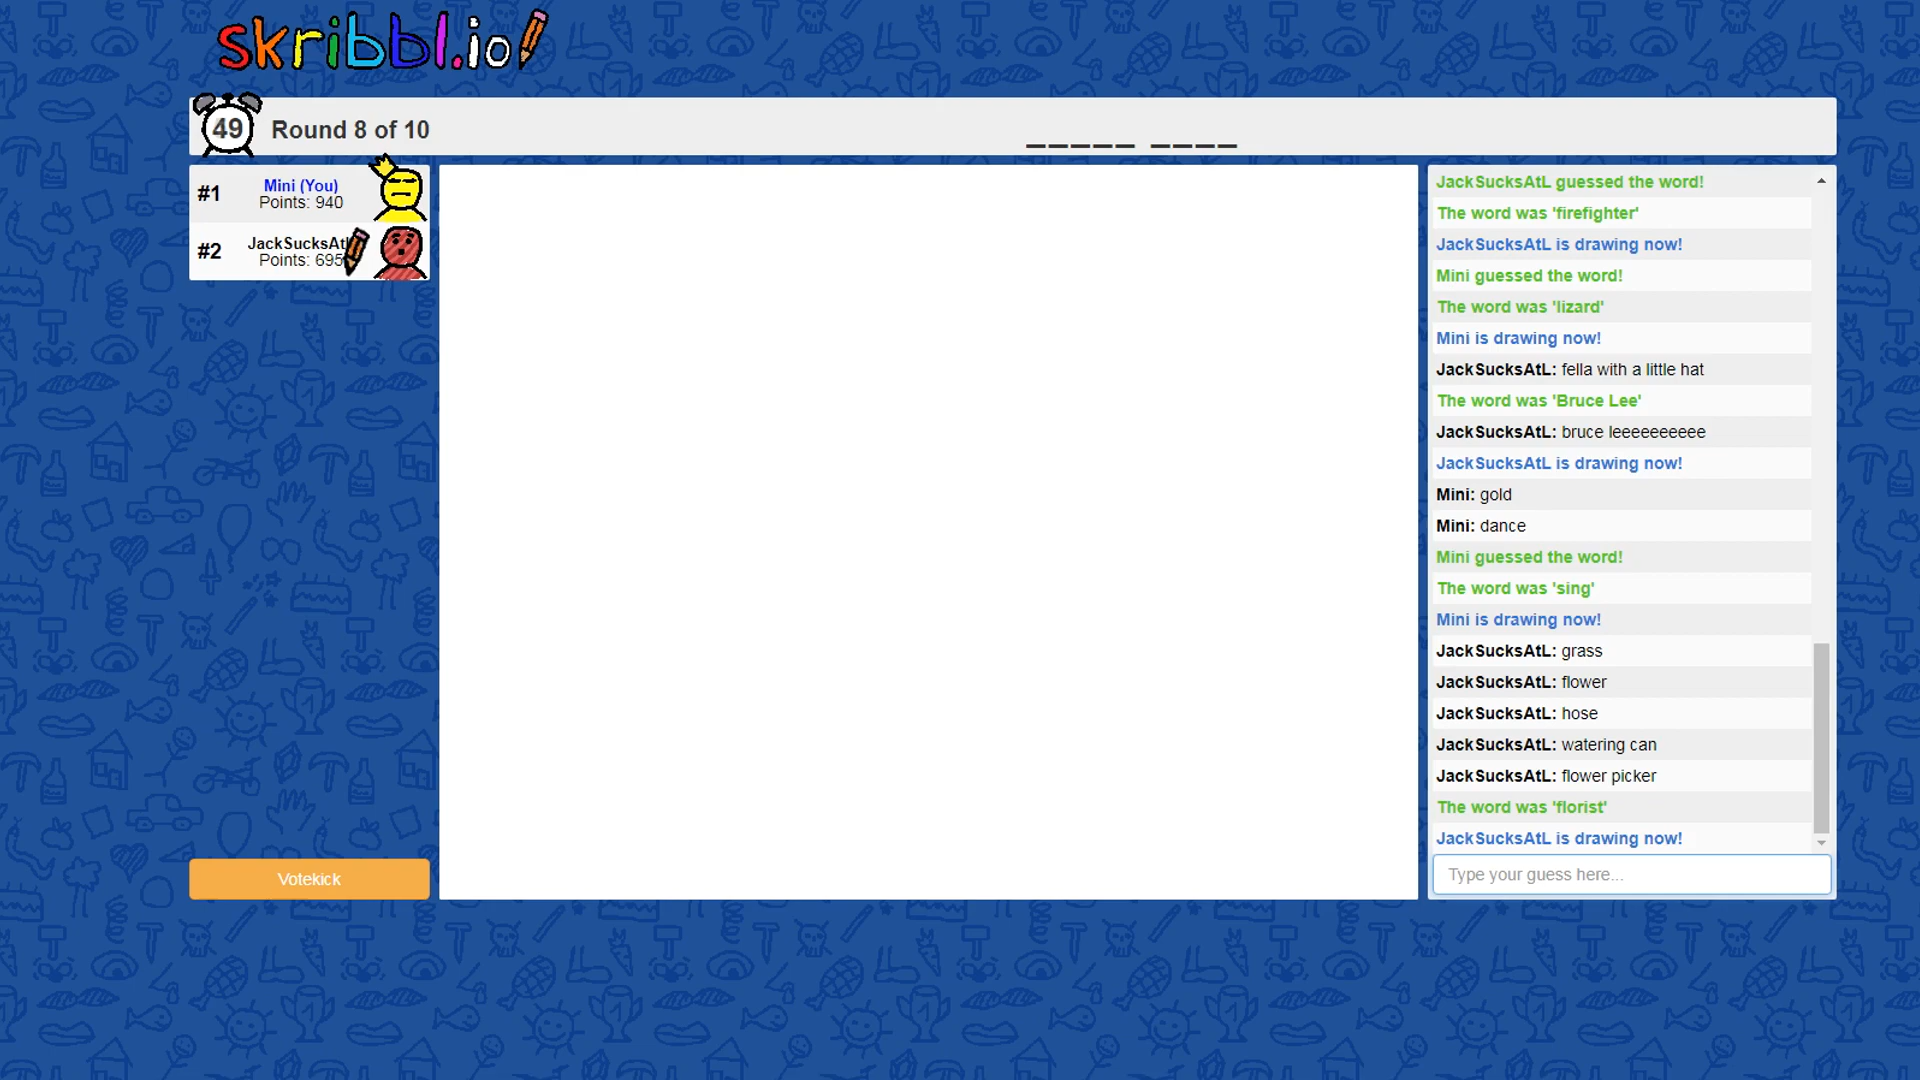 skribbl.io
49
Round 8 of 10
_____ ____
#1
Mini (You)
Points: 940
#2
JackSucksAtL
Points: 695
Votekick
JackSucksAtL guessed the word!
The word was 'firefighter'
JackSucksAtL is drawing now!
Mini guessed the word!
The word was 'lizard'
Mini is drawing now!
JackSucksAtL: fella with a little hat
The word was 'Bruce Lee'
JackSucksAtL: bruce leeeeeeeeee
JackSucksAtL is drawing now!
Mini: gold
Mini: dance
Mini guessed the word!
The word was 'sing'
Mini is drawing now!
JackSucksAtL: grass
JackSucksAtL: flower
JackSucksAtL: hose
JackSucksAtL: watering can
JackSucksAtL: flower picker
The word was 'florist'
JackSucksAtL is drawing now!
Type your guess here...